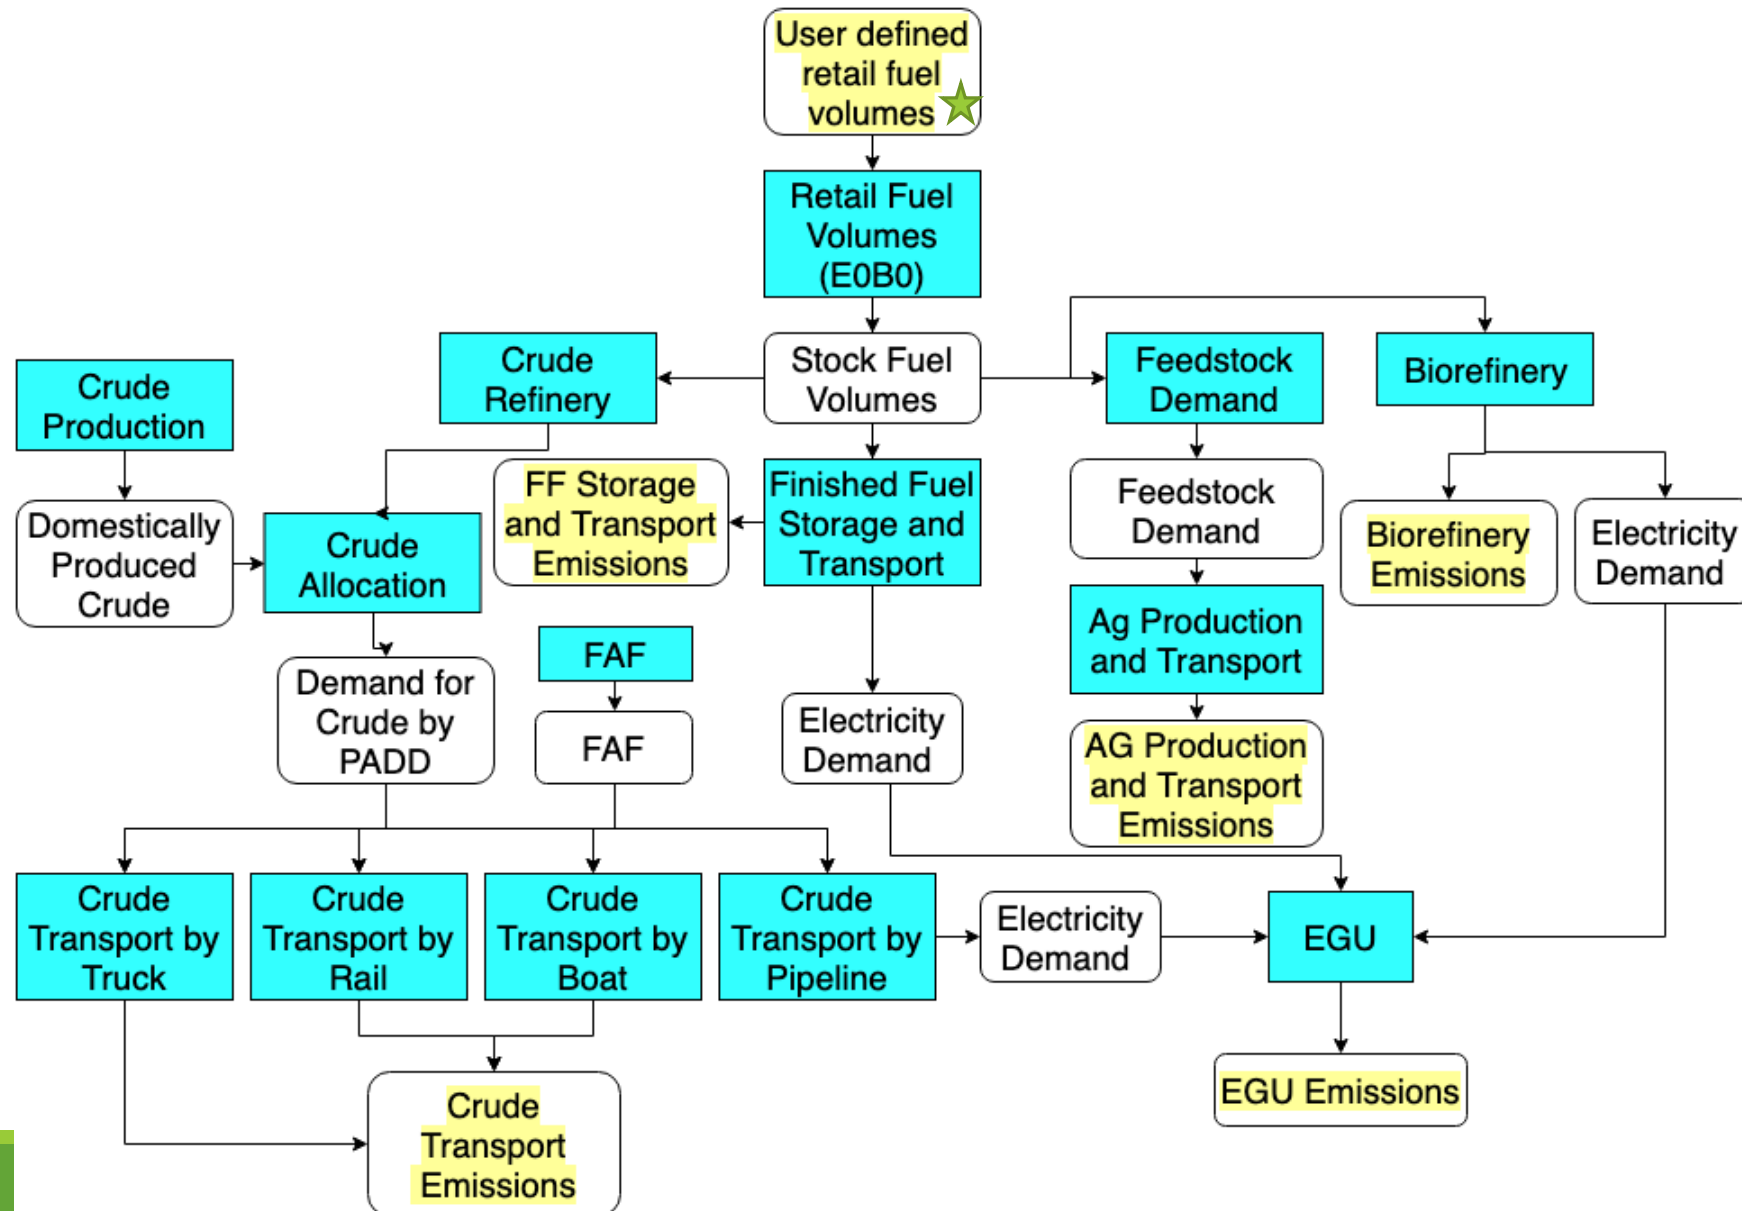 User defined
retail fuel
volumes
Retail Fuel
Volumes
(E0B0)
Crude
Refinery
Stock Fuel
Volumes
Feedstock
Demand
Biorefinery
Crude
Production
FF Storage
and Transport
Emissions
Finished Fuel
Storage and
Transport
Feedstock
Demand
Biorefinery
Emissions
Electricity
Demand
Domestically
Produced
Crude
Crude
Allocation
Ag Production
and Transport
FAF
Demand for
Crude by
PADD
FAF
Electricity
Demand
AG Production
and Transport
Emissions
Crude
Transport by
Truck
Crude
Transport by
Rail
Crude
Transport by
Boat
Crude
Transport by
Pipeline
Electricity
Demand
EGU
EGU Emissions
Crude
Transport
Emissions